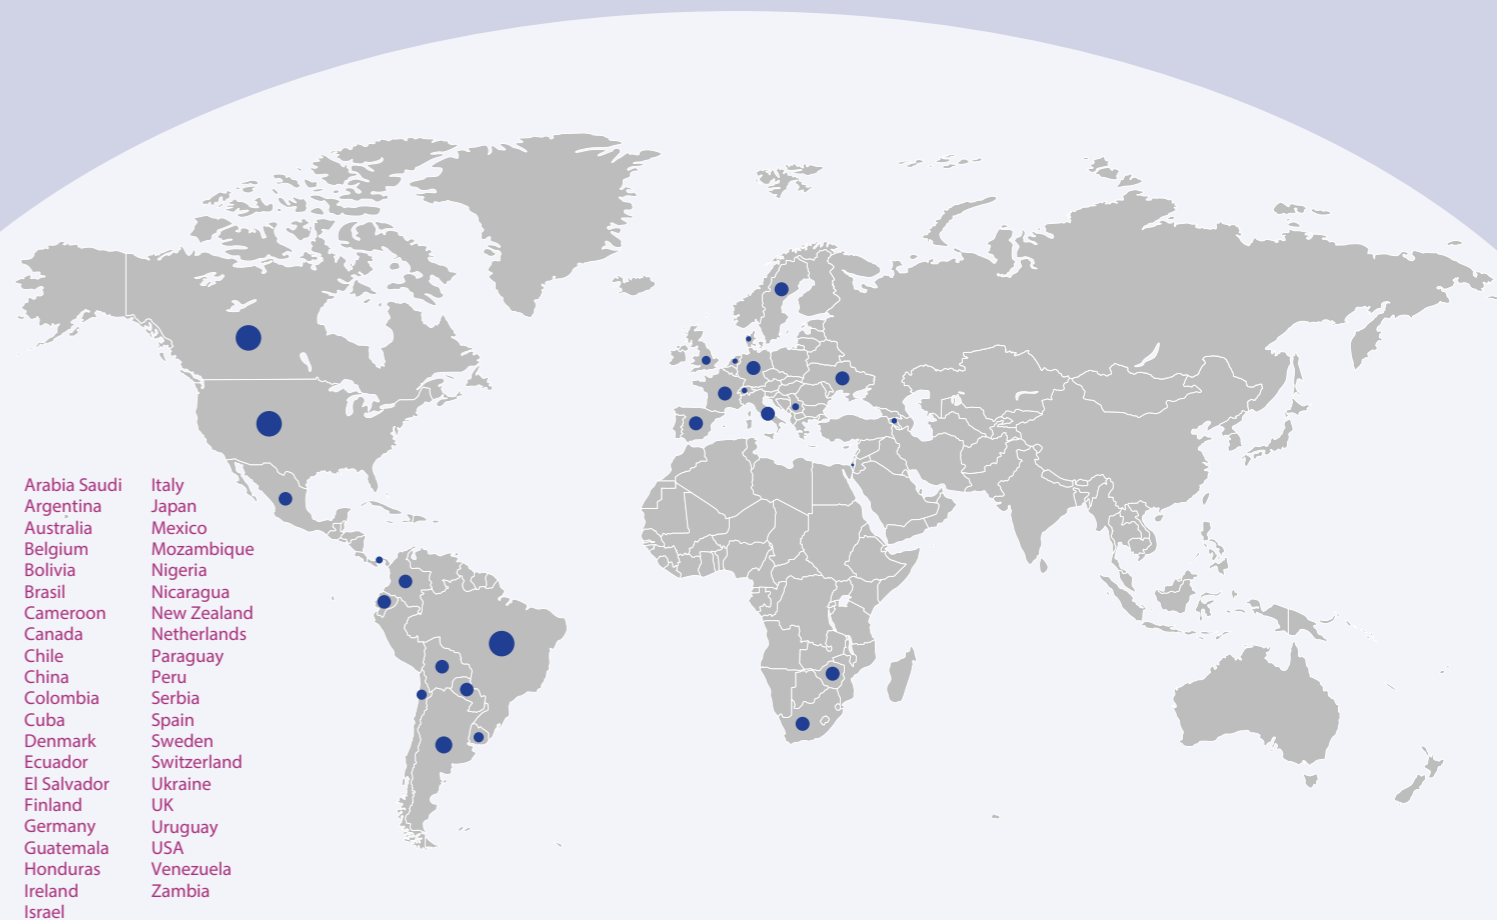 Arabia Saudi
Argentina
Australia
Belgium
Bolivia
Brasil
Cameroon
Canada
Chile
China
Colombia
Cuba
Denmark
Ecuador
El Salvador
Finland
Germany
Guatemala
Honduras
Ireland
Israel
Italy
Japan
Mexico
Mozambique
Nigeria
Nicaragua
New Zealand
Netherlands
Paraguay
Peru
Serbia
Spain
Sweden
Switzerland
Ukraine
UK
Uruguay
USA
Venezuela
Zambia